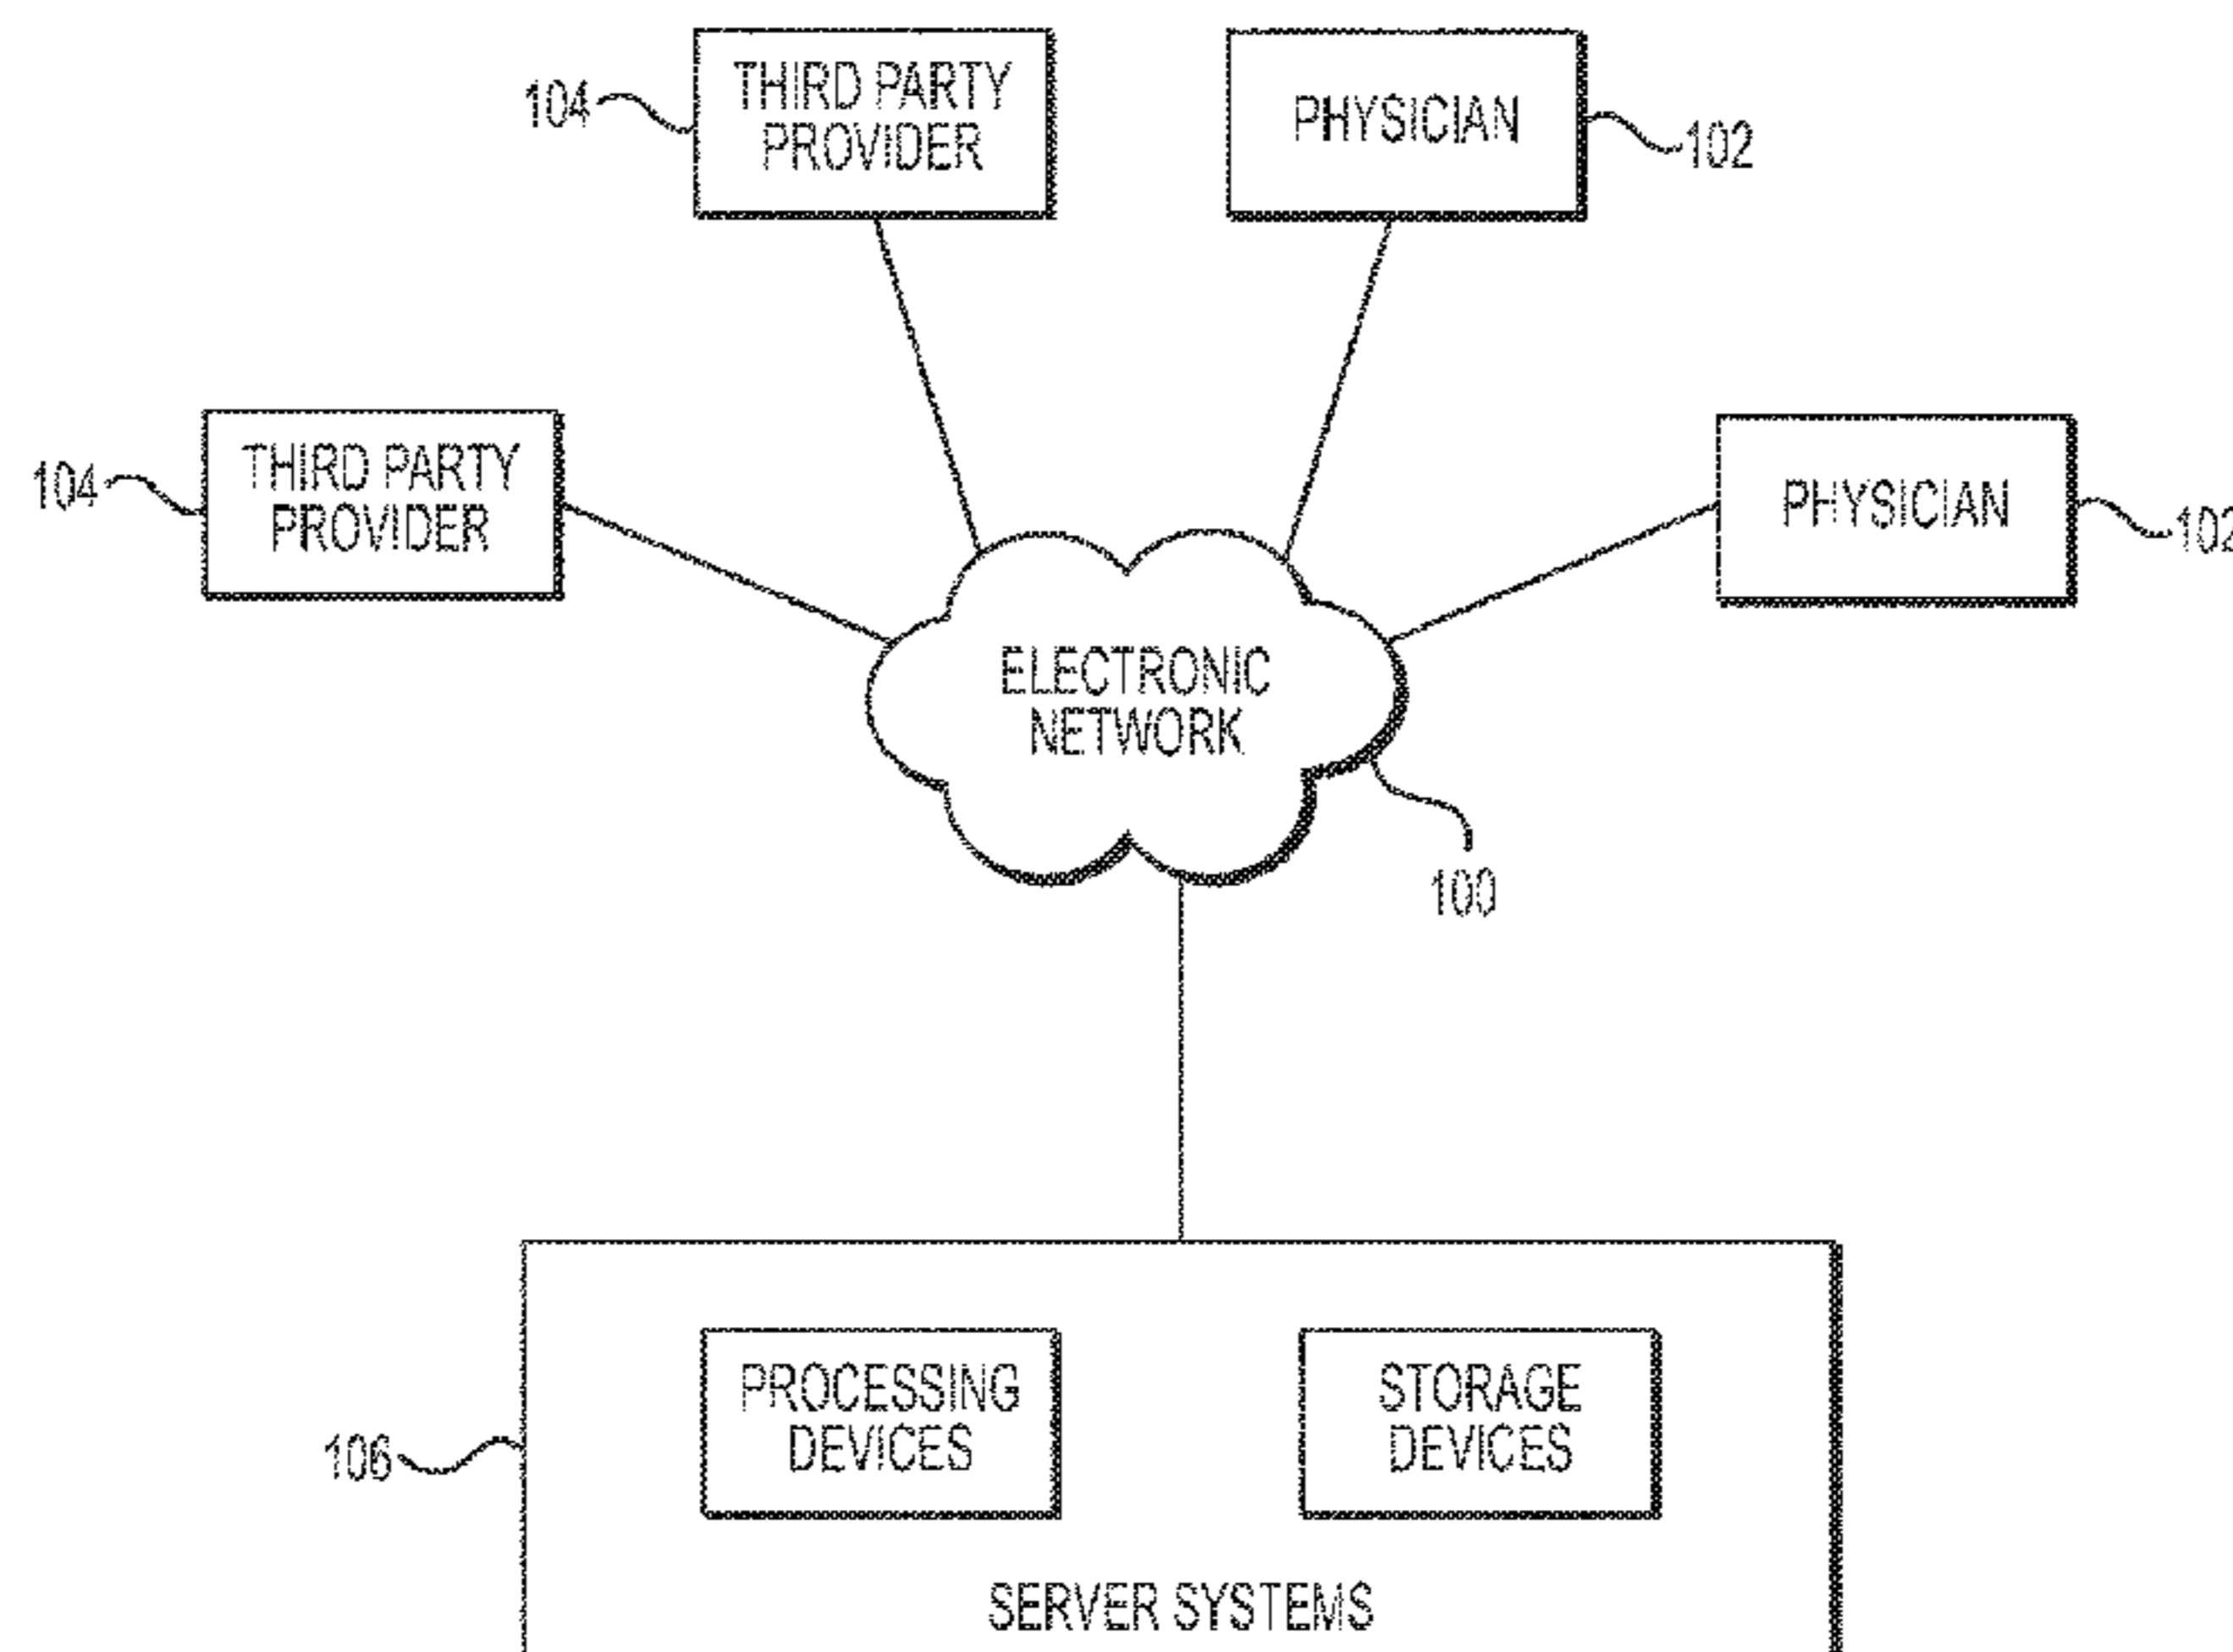 THIRD PARTY
PROVIDER
104
PHYSICIAN
102
THIRD PARTY
PROVIDER
104
PHYSICIAN
102
ELECTRONIC
NETWORK
100
PROCESSING
DEVICES
STORAGE
DEVICES
106
SERVER SYSTEMS